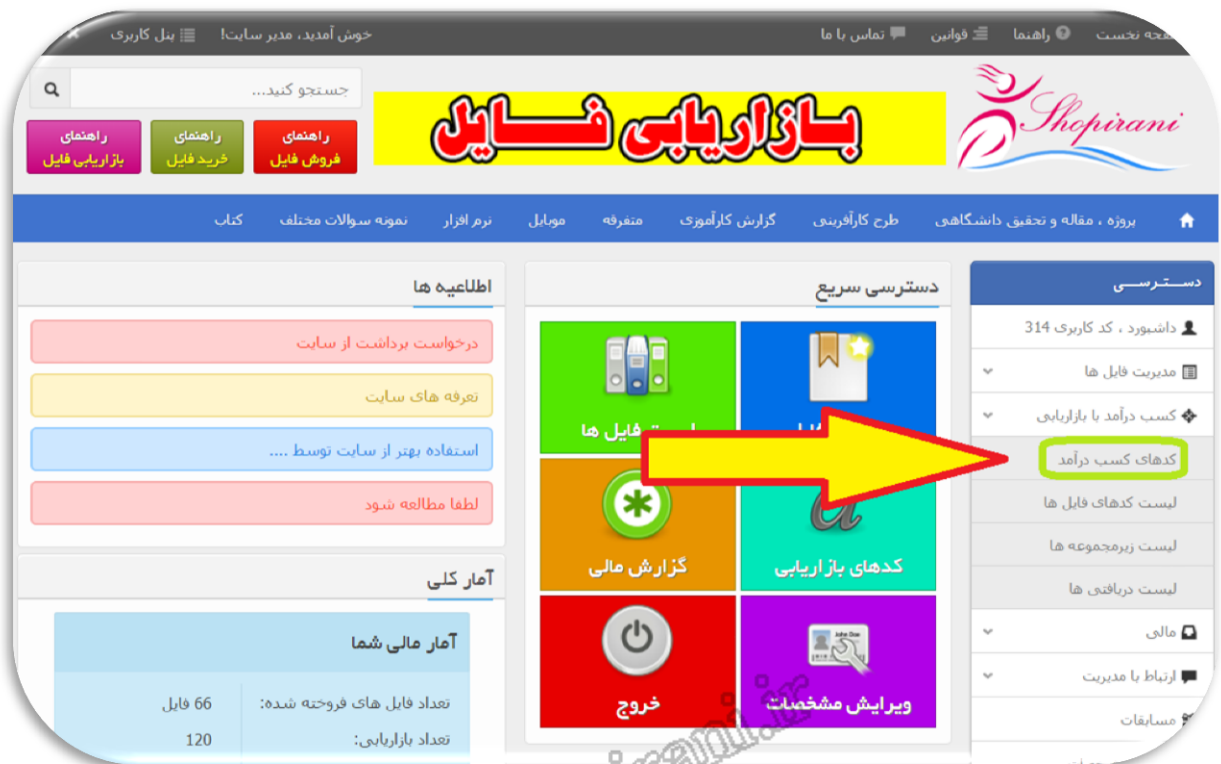 صفحه نخست راهنما قوانین تماس با ما خوش آمدید، مدیر سایت! پنل کاربری
Shopirani
بازاریابی فایل
جستجو کنید...
راهنمای
فروش فایل
راهنمای
خرید فایل
راهنمای
بازاریابی فایل
پروژه ، مقاله و تحقیق دانشگاهی طرح کارآفرینی گزارش کارآموزی متفرقه موبایل نرم افزار نمونه سوالات مختلف کتاب
دســتــرســـی
داشبورد ، کد کاربری 314
مدیریت فایل ها
کسب درآمد با بازاریابی
کدهای کسب درآمد
لیست کدهای فایل ها
لیست زیرمجموعه ها
لیست دریافتی ها
مالی
ارتباط با مدیریت
مسابقات
دسترسی سریع
فایل ها
کدهای بازاریابی
گزارش مالی
ویرایش مشخصات
خروج
اطلاعیه ها
درخواست برداشت از سایت
تعرفه های سایت
استفاده بهتر از سایت توسط ....
لطفا مطالعه شود
آمار کلی
آمار مالی شما
تعداد فایل های فروخته شده: 66 فایل
تعداد بازاریابی: 120